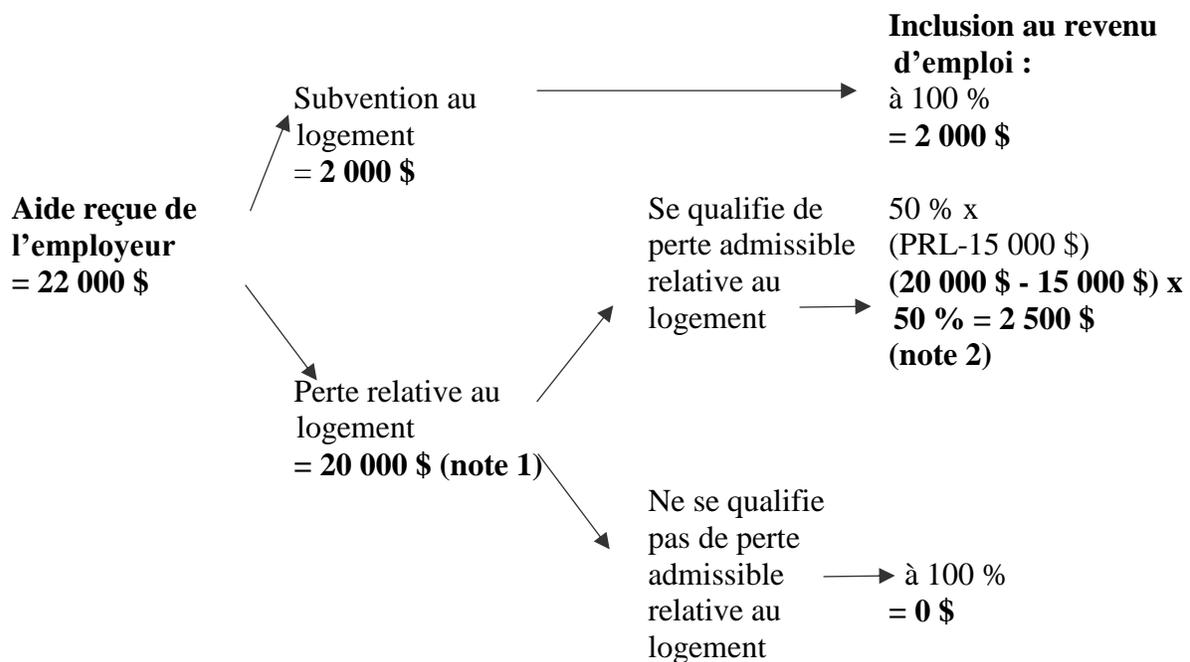 Aide reçue de
l’employeur
= 22 000 $
Subvention au
logement
= 2 000 $
Inclusion au revenu
d’emploi :
à 100 %
= 2 000 $
Perte relative au
logement
= 20 000 $ (note 1)
Se qualifie de
perte admissible
relative au
logement
50 % x
(PRL-15 000 $)
(20 000 $ - 15 000 $) x
50 % = 2 500 $
(note 2)
Ne se qualifie
pas de perte
admissible
relative au
logement
à 100 %
= 0 $